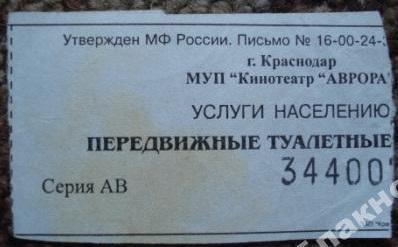 Утвержден МФ России. Письмо № 16-00-24-
г. Краснодар
МУП “Кинотеатр “АВРОРА
УСЛУГИ НАСЕЛЕНИЮ
ПЕРЕДВИЖНЫЕ ТУАЛЕТНЫЕ
34400
Серия АВ